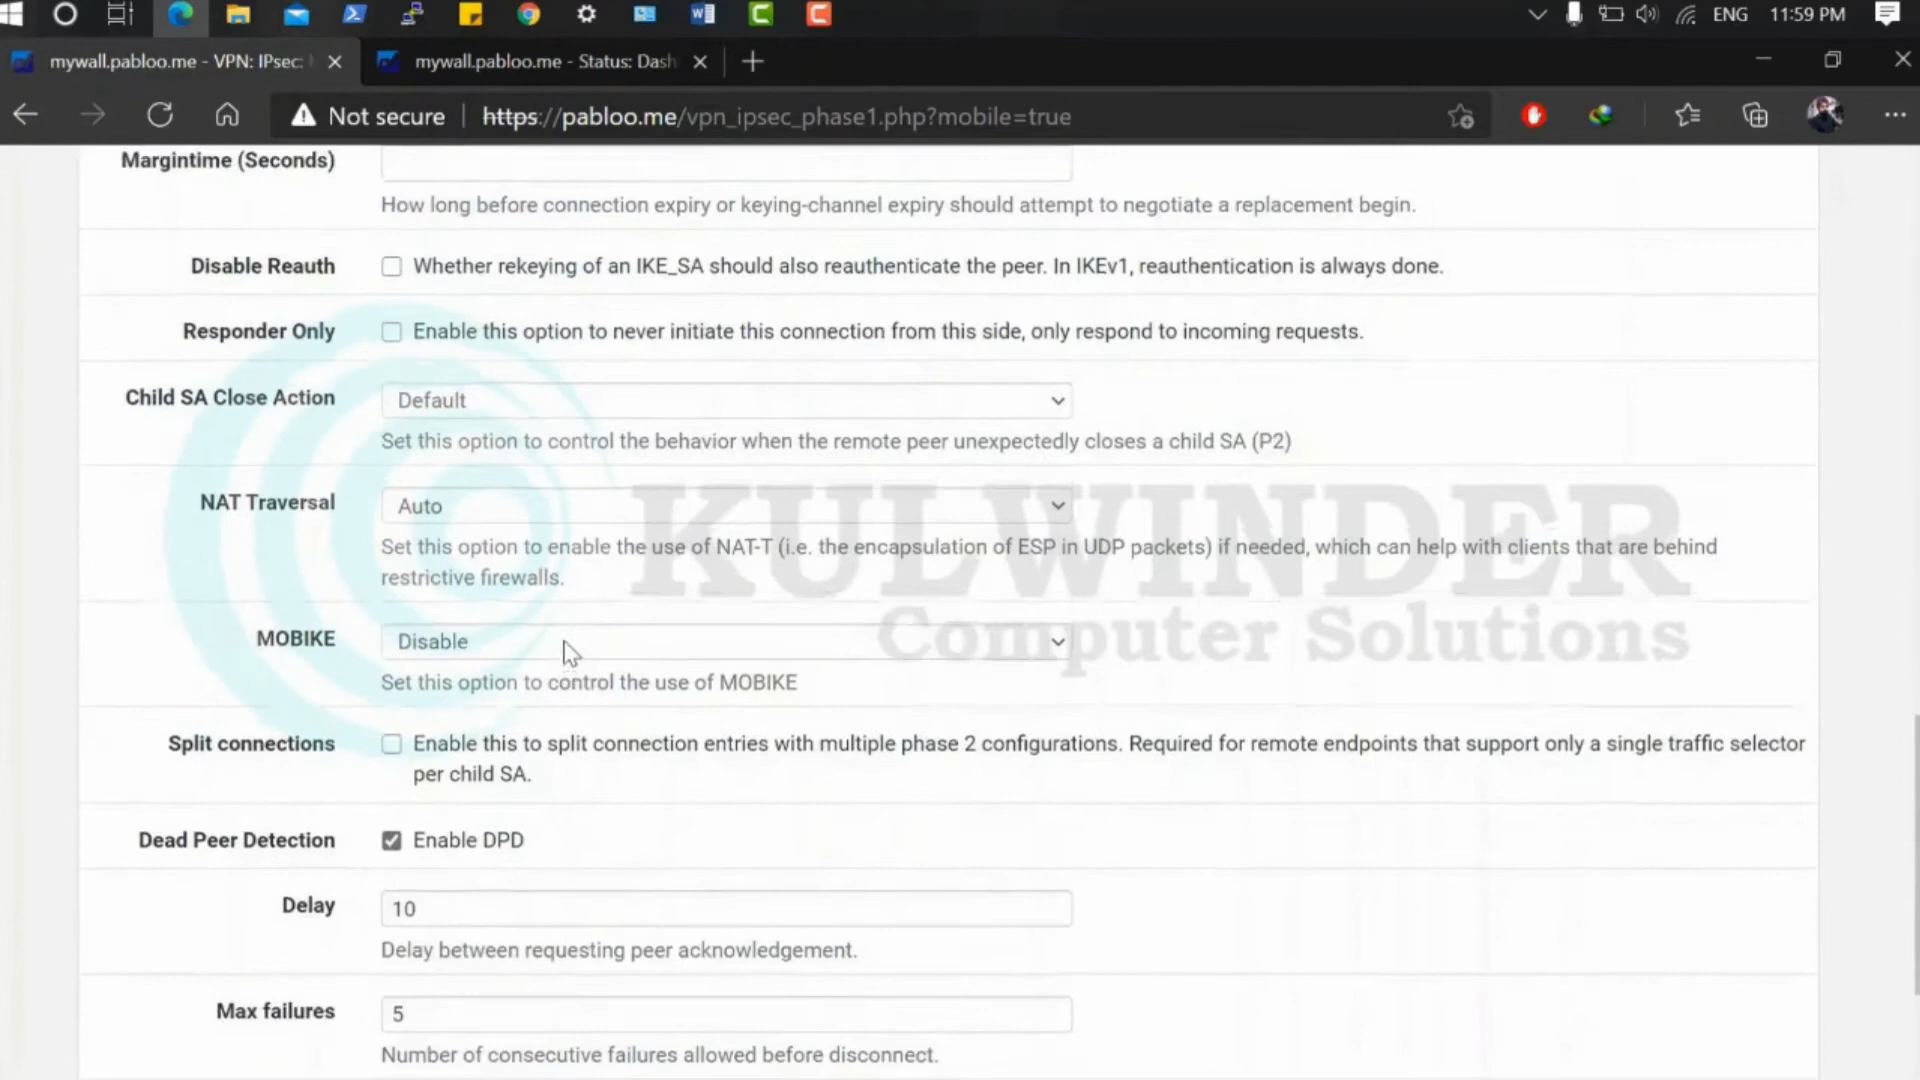 ENG 11:59 PM
mywall.pabloo.me - VPN: IPsec:
mywall.pabloo.me - Status: Dash
Not secure https://pabloo.me/vpn_ipsec_phase1.php?mobile=true
Margintime (Seconds)
How long before connection expiry or keying-channel expiry should attempt to negotiate a replacement begin.
Disable Reauth Whether rekeying of an IKE_SA should also reauthenticate the peer. In IKEv1, reauthentication is always done.
Responder Only Enable this option to never initiate this connection from this side, only respond to incoming requests.
Child SA Close Action Default
Set this option to control the behavior when the remote peer unexpectedly closes a child SA (P2)
NAT Traversal Auto
KULWINDER
Set this option to enable the use of NAT-T (i.e. the encapsulation of ESP in UDP packets) if needed, which can help with clients that are behind
restrictive firewalls.
MOBIKE Disable
Computer Solutions
Set this option to control the use of MOBIKE
Split connections Enable this to split connection entries with multiple phase 2 configurations. Required for remote endpoints that support only a single traffic selector
per child SA.
Dead Peer Detection Enable DPD
Delay 10
Delay between requesting peer acknowledgement.
Max failures 5
Number of consecutive failures allowed before disconnect.